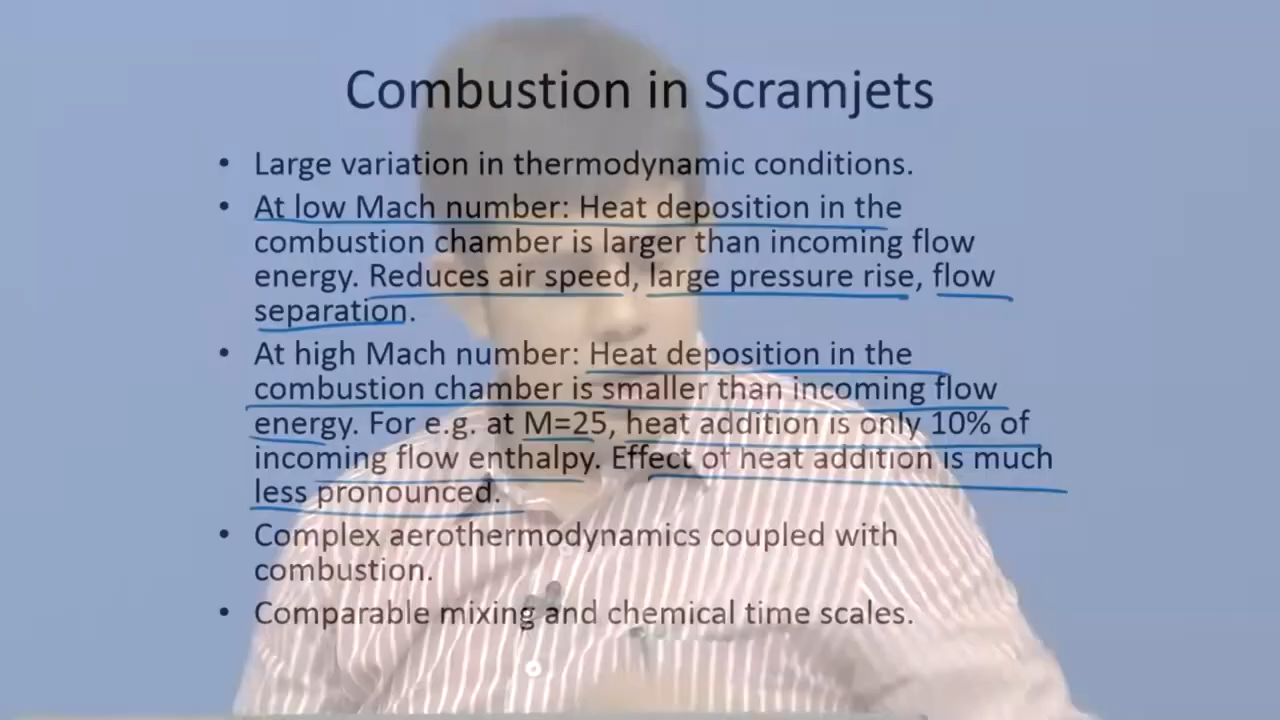 Combustion in Scramjets
• Large variation in thermodynamic conditions.
• At low Mach number: Heat deposition in the
combustion chamber is larger than incoming flow
energy. Reduces air speed, large pressure rise, flow
separation.
• At high Mach number: Heat deposition in the
combustion chamber is smaller than incoming flow
energy. For e.g. at M=25, heat addition is only 10% of
incoming flow enthalpy. Effect of heat addition is much
less pronounced.
• Complex aerothermodynamics coupled with
combustion.
• Comparable mixing and chemical time scales.